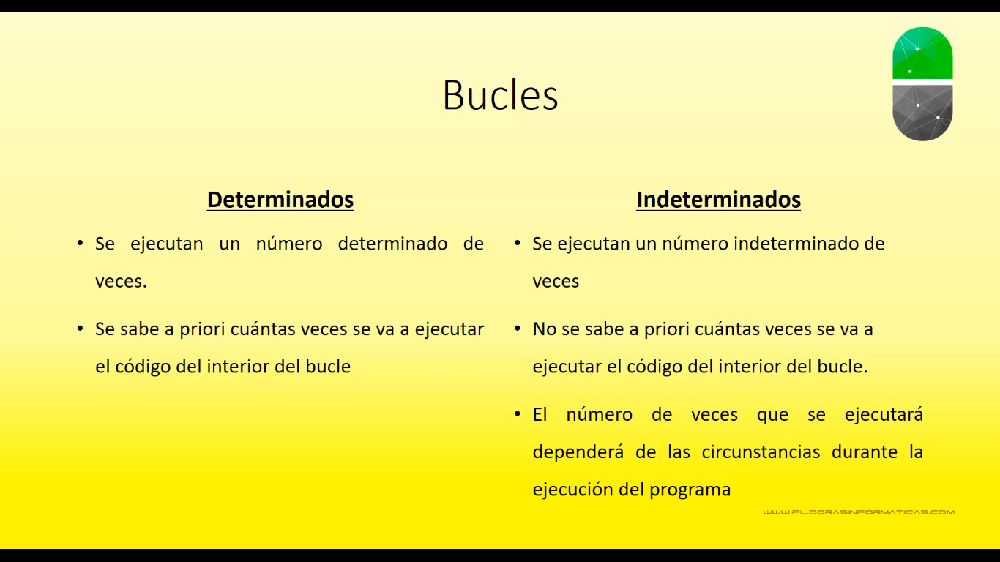 Bucles
Determinados
• Se ejecutan un número determinado de
veces.
• Se sabe a priori cuántas veces se va a ejecutar
el código del interior del bucle
Indeterminados
• Se ejecutan un número indeterminado de
veces
• No se sabe a priori cuántas veces se va a
ejecutar el código del interior del bucle.
• El número de veces que se ejecutará
dependerá de las circunstancias durante la
ejecución del programa
WWW.PILDORASINFORMATICAS.COM